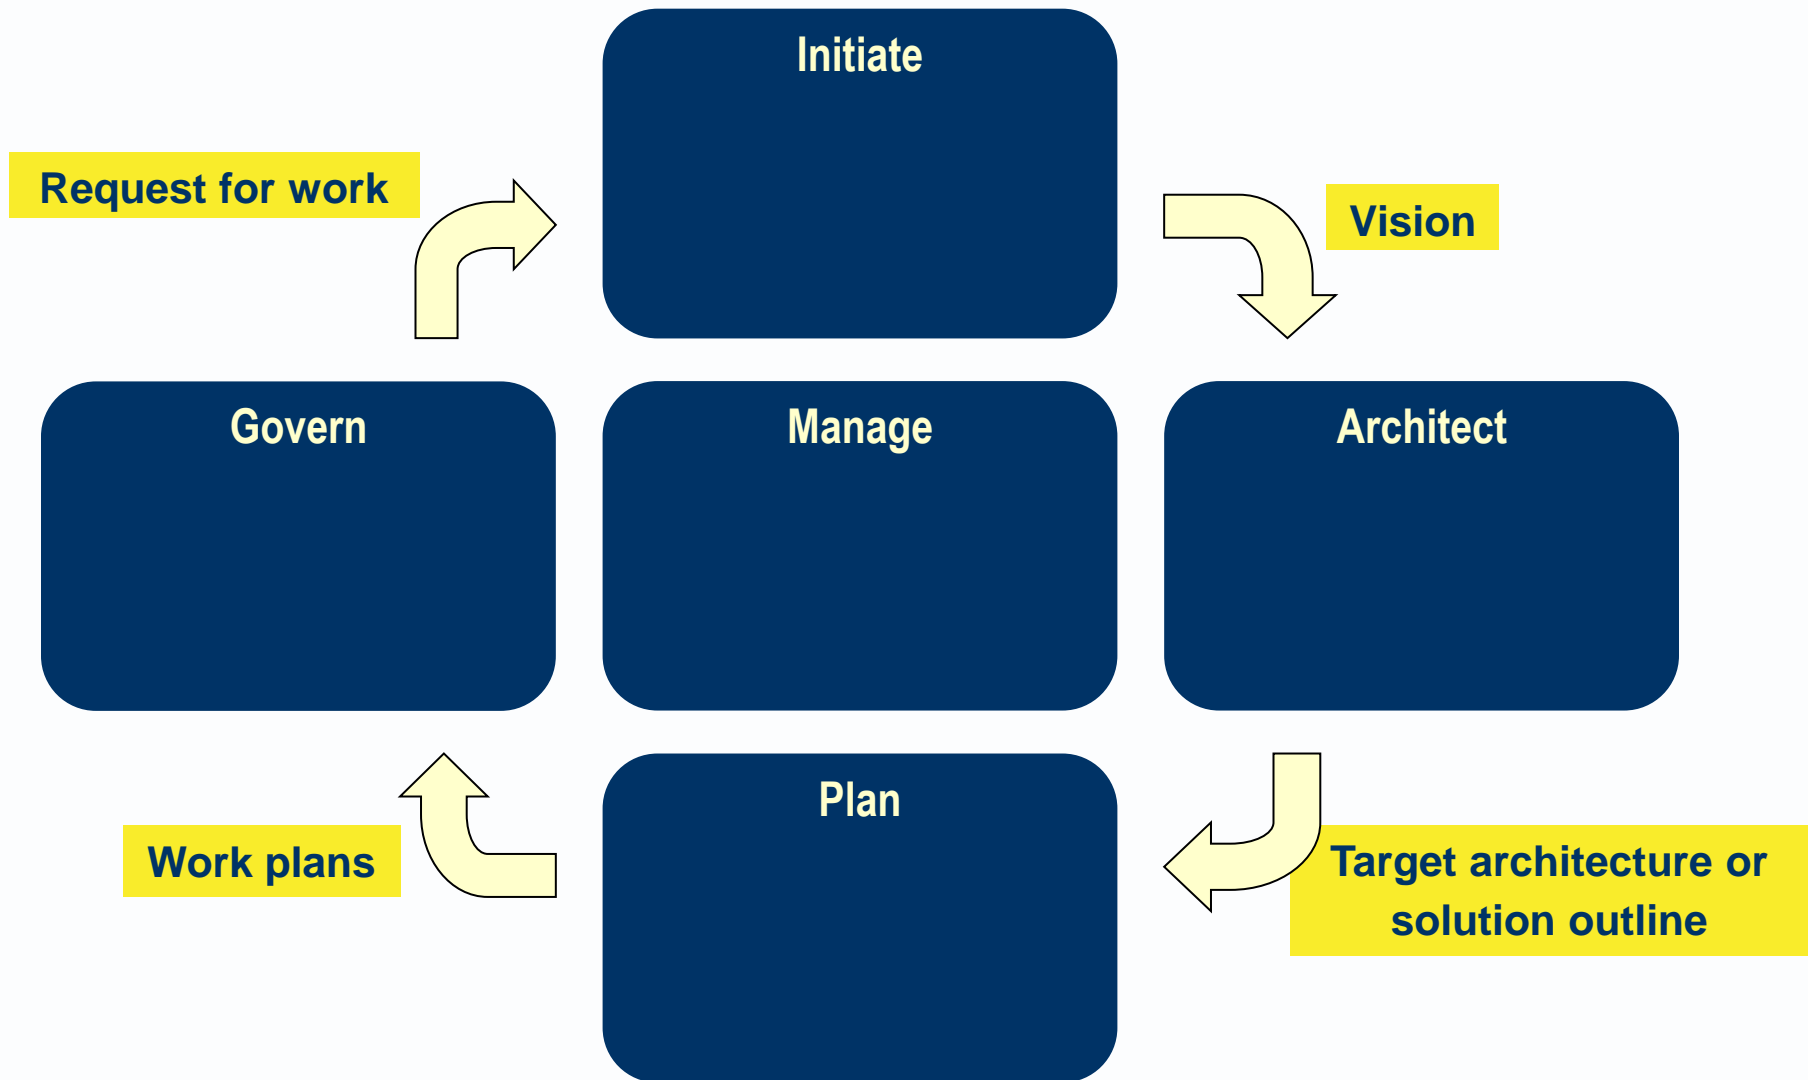 Initiate
Request for work
Vision
Govern
Manage
Architect
Plan
Work plans
Target architecture or
solution outline